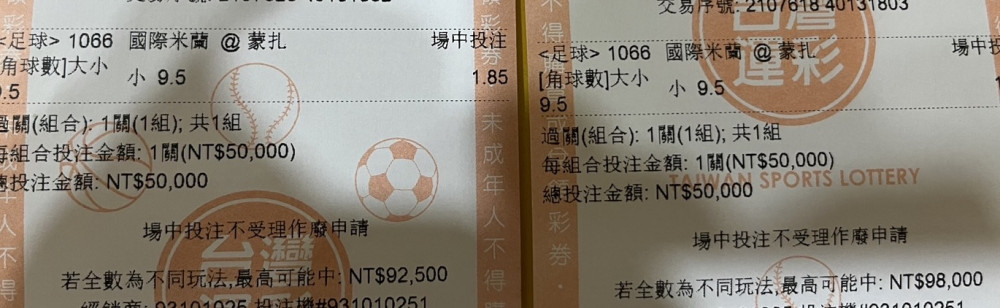 <足球> 1066 國際米蘭 @ 蒙扎 場中投注
[角球數]大小 小 9.5 1.85
9.5
過關(組合): 1關(1組); 共1組
每組合投注金額: 1關(NT$50,000)
總投注金額: NT$50,000
場中投注不受理作廢申請
若全數為不同玩法,最高可能中: NT$92,500
台灣
彩券
未成年人不得
交易序號: 2107618 40131803
<足球> 1066 國際米蘭 @ 蒙扎 場中投
[角球數]大小 小 9.5
9.5
過關(組合): 1關(1組); 共1組
每組合投注金額: 1關(NT$50,000)
總投注金額: NT$50,000
場中投注不受理作廢申請
若全數為不同玩法,最高可能中: NT$98,000
台灣
運彩
TAIWAN SPORTS LOTTERY